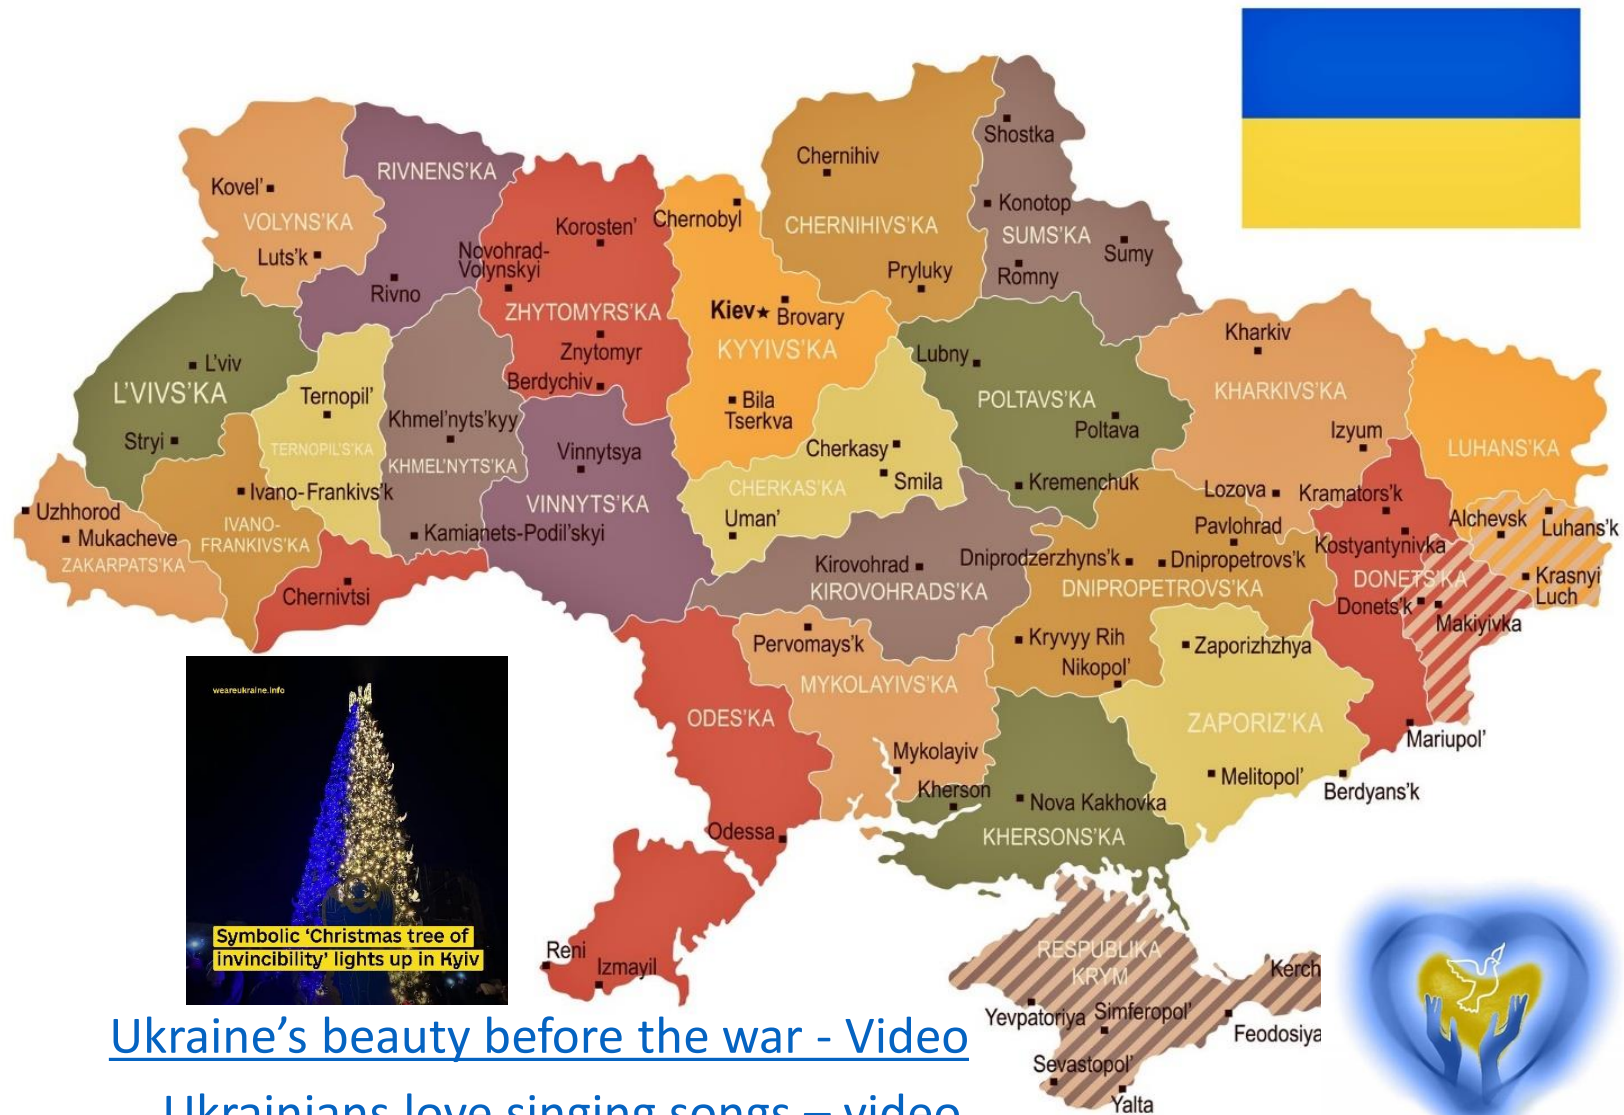 Shostka
Chernihiv
RIVNENS'KA
Kovel'
Konotop
Chernobyl
VOLYNS'KA
Korosten'
CHERNIHIVS'KA
SUMS'KA
Sumy
Luts'k
Novohrad-
Volynskyi
Pryluky
Romny
Rivno
ZHYTOMYRS'KA
Kiev
Brovary
Kharkiv
Znytomyr
KYYIVS'KA
Lubny
L'viv
Berdychiv
L'VIVS'KA
Ternopil'
KHARKIVS'KA
Bila
Tserkva
POLTAVS'KA
Khmel'nyts'kyy
Poltava
Stryi
TERNOPIL'S'KA
Vinnytsya
Cherkasy
Izyum
LUHANS'KA
KHMEL'NYTS'KA
Smila
Kremenchuk
Ivano-Frankivs'k
CHERKAS'KA
Lozova
Kramators'k
VINNYTS'KA
Uzhhorod
IVANO-
FRANKIVS'KA
Uman'
Pavlohrad
Alchevsk
Luhans'k
Mukacheve
Kamianets-Podil'skyi
Kostyantynivka
ZAKARPATS'KA
Kirovohrad
Dniprodzerzhyns'k
Dnipropetrovs'k
DONETS'KA
Krasnyi
Luch
KIROVOHRADS'KA
DNIPROPETROVS'KA
Chernivtsi
Donets'k
Makiyivka
Pervomays'k
Kryvyy Rih
Zaporizhzhya
Nikopol'
MYKOLAYIVS'KA
ODES'KA
ZAPORIZ'KA
Mariupol'
Mykolayiv
Melitopol'
Kherson
Nova Kakhovka
Berdyans'k
Odessa
KHERSONS'KA
weareukraine.info
Symbolic 'Christmas tree of
invincibility' lights up in Kyiv
Reni
Izmayil
RESPUBLIKA
KRYM
Kerch
Yevpatoriya
Simferopol'
Feodosiya
Sevastopol'
Yalta
Ukraine's beauty before the war - Video
Ukrainians love singing songs – video